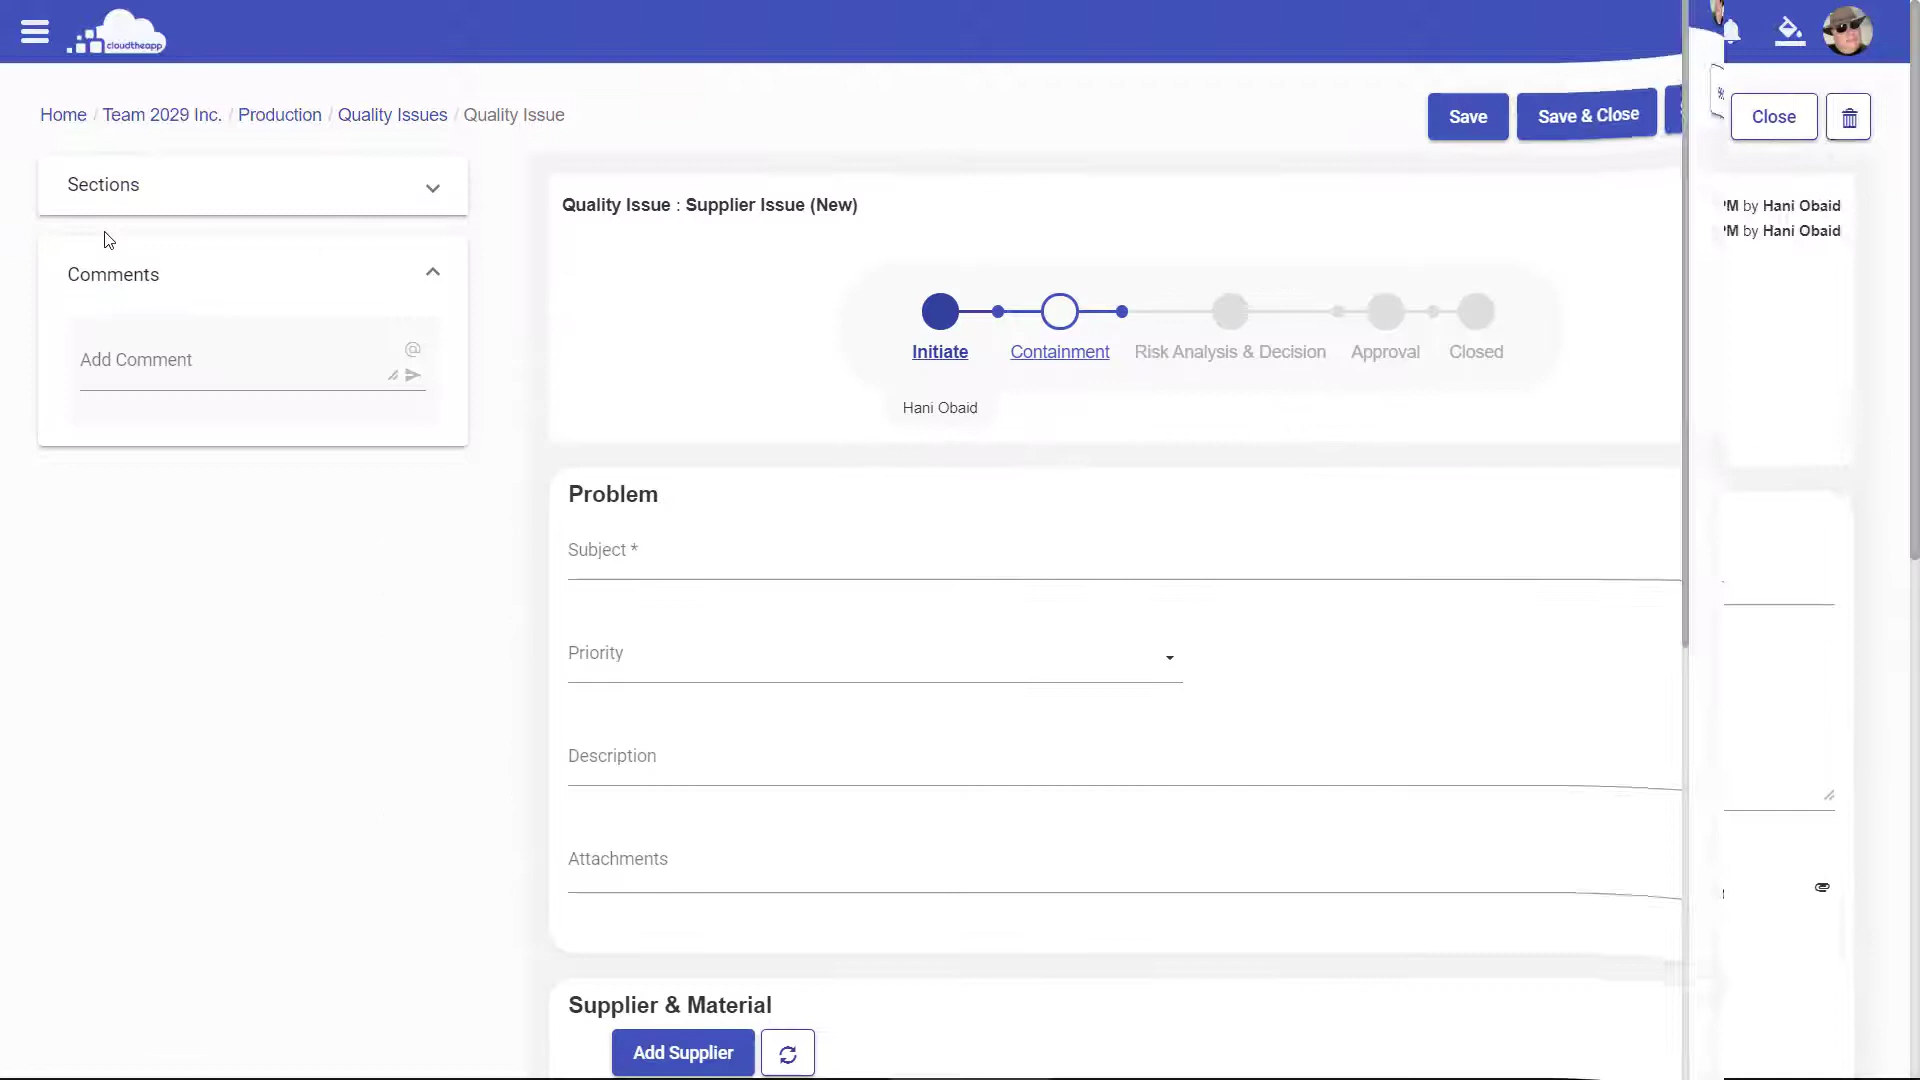 cloudtheapp
Home / Team 2029 Inc. / Production / Quality Issues / Quality Issue
Save
Save & Close
Close
Sections
Comments
Add Comment
@
Quality Issue : Supplier Issue (New)
PM by Hani Obaid
PM by Hani Obaid
Initiate
Containment
Risk Analysis & Decision
Approval
Closed
Hani Obaid
Problem
Subject *
Priority
Description
Attachments
Supplier & Material
Add Supplier